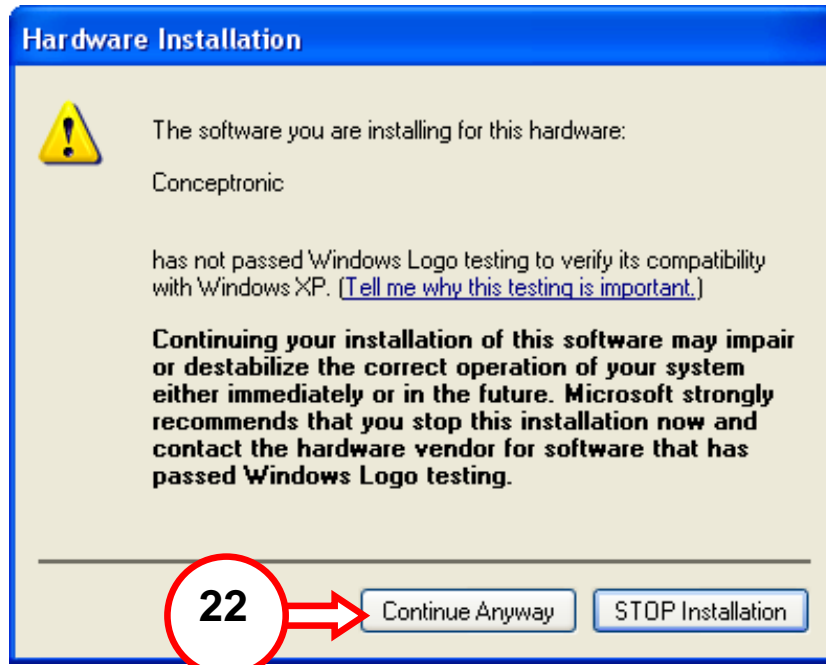 Hardware Installation
The software you are installing for this hardware:
Conceptronic
has not passed Windows Logo testing to verify its compatibility
with Windows XP. (Tell me why this testing is important.)
Continuing your installation of this software may impair
or destabilize the correct operation of your system
either immediately or in the future. Microsoft strongly
recommends that you stop this installation now and
contact the hardware vendor for software that has
passed Windows Logo testing.
22 Continue Anyway STOP Installation